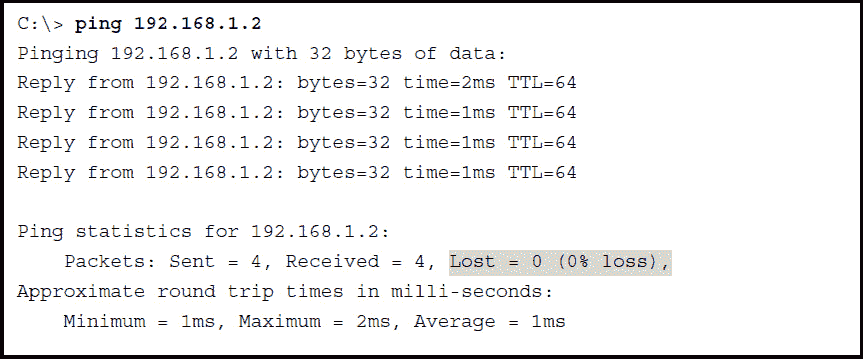 C:\> ping 192.168.1.2
Pinging 192.168.1.2 with 32 bytes of data:
Reply from 192.168.1.2: bytes=32 time=2ms TTL=64
Reply from 192.168.1.2: bytes=32 time=1ms TTL=64
Reply from 192.168.1.2: bytes=32 time=1ms TTL=64
Reply from 192.168.1.2: bytes=32 time=1ms TTL=64
Ping statistics for 192.168.1.2:
Packets: Sent = 4, Received = 4, Lost = 0 (0% loss),
Approximate round trip times in milli-seconds:
Minimum = 1ms, Maximum = 2ms, Average = 1ms